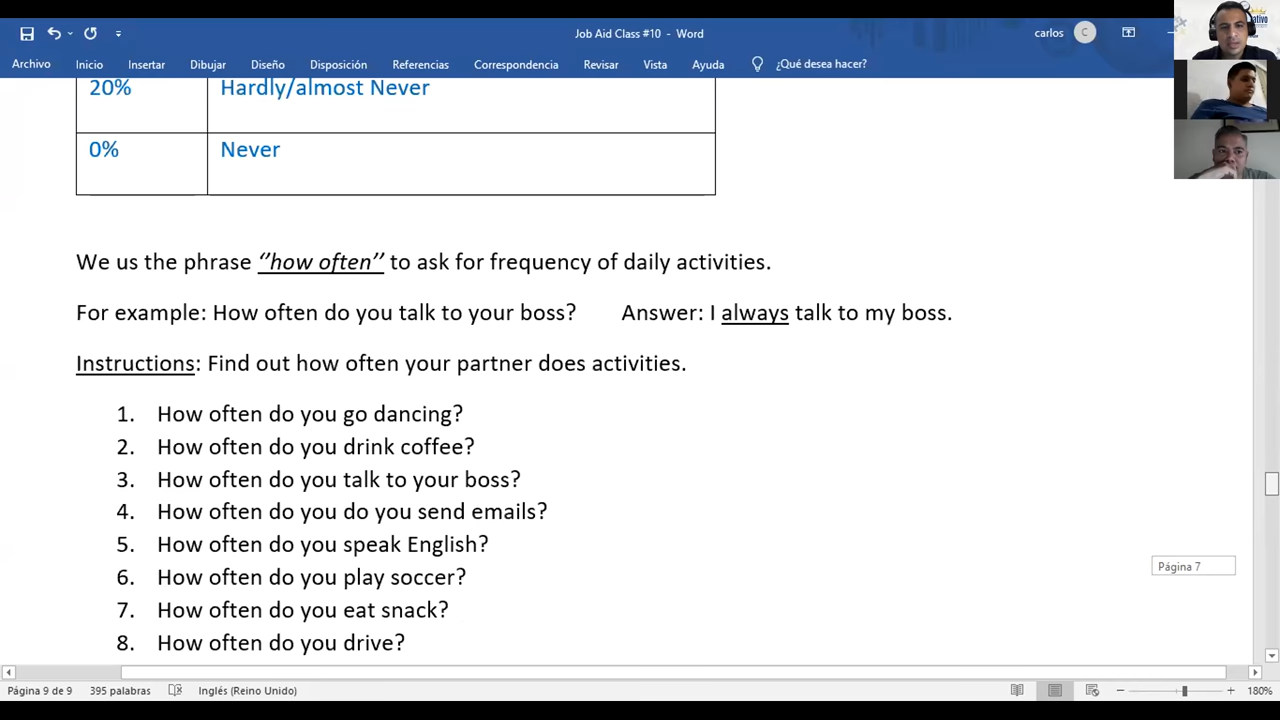 Job Aid Class #10 - Word
carlos
C
ativo
Archivo Inicio Insertar Dibujar Diseño Disposición Referencias Correspondencia Revisar Vista Ayuda ¿Qué desea hacer?
20% Hardly/almost Never
0% Never
We us the phrase ‘’how often’’ to ask for frequency of daily activities.
For example: How often do you talk to your boss? Answer: I always talk to my boss.
Instructions: Find out how often your partner does activities.
1. How often do you go dancing?
2. How often do you drink coffee?
3. How often do you talk to your boss?
4. How often do you do you send emails?
5. How often do you speak English?
6. How often do you play soccer?
Página 7
7. How often do you eat snack?
8. How often do you drive?
Página 9 de 9 395 palabras Inglés (Reino Unido) 180%